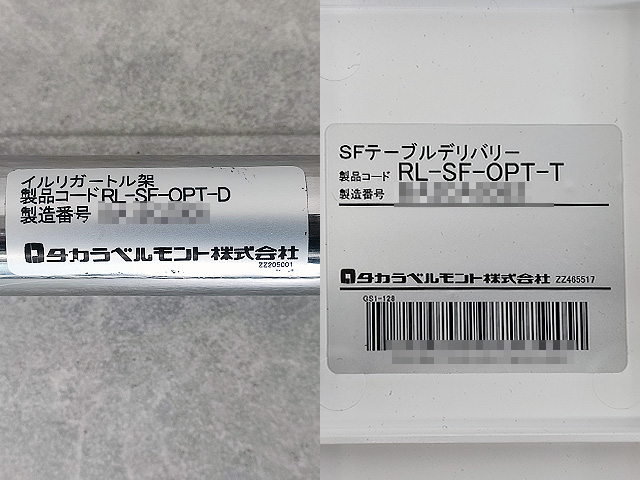 イルリガートル架
製品コードRL-SF-OPT-D
製造番号
タカラベルモント株式会社
ZZ205001
SFテーブルデリバリー
製品コード RL-SF-OPT-T
製造番号
タカラベルモント株式会社 ZZ465517
GS1-128